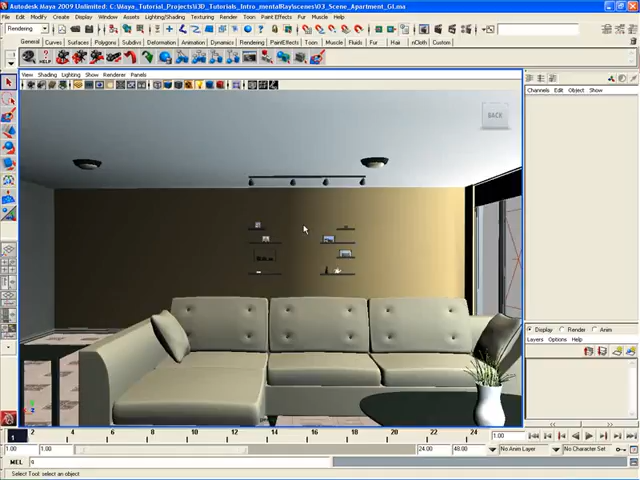 Autodesk Maya 2009 Unlimited: C:\Maya_Tutorial_Projects\i3D_Tutorials_Intro_mentalRay\scenes\03_Scene_Apartment_GI.ma
File Edit Modify Create Display Window Assets Lighting/Shading Texturing Render Toon Paint Effects Fur Muscle Help
Rendering
General Curves Surfaces Polygons Subdivs Deformation Animation Dynamics Rendering PaintEffects Toon Muscle Fluids Fur Hair nCloth Custom
View Shading Lighting Show Renderer Panels
Channels Edit Object Show
BACK
Display Render Anim
Layers Options Help
2 4 6 8 10 12 14 16 18 20 22 24
1
1.00
1.00 1.00 24.00 48.00 No Anim Layer No Character Set
MEL
Select Tool: select an object